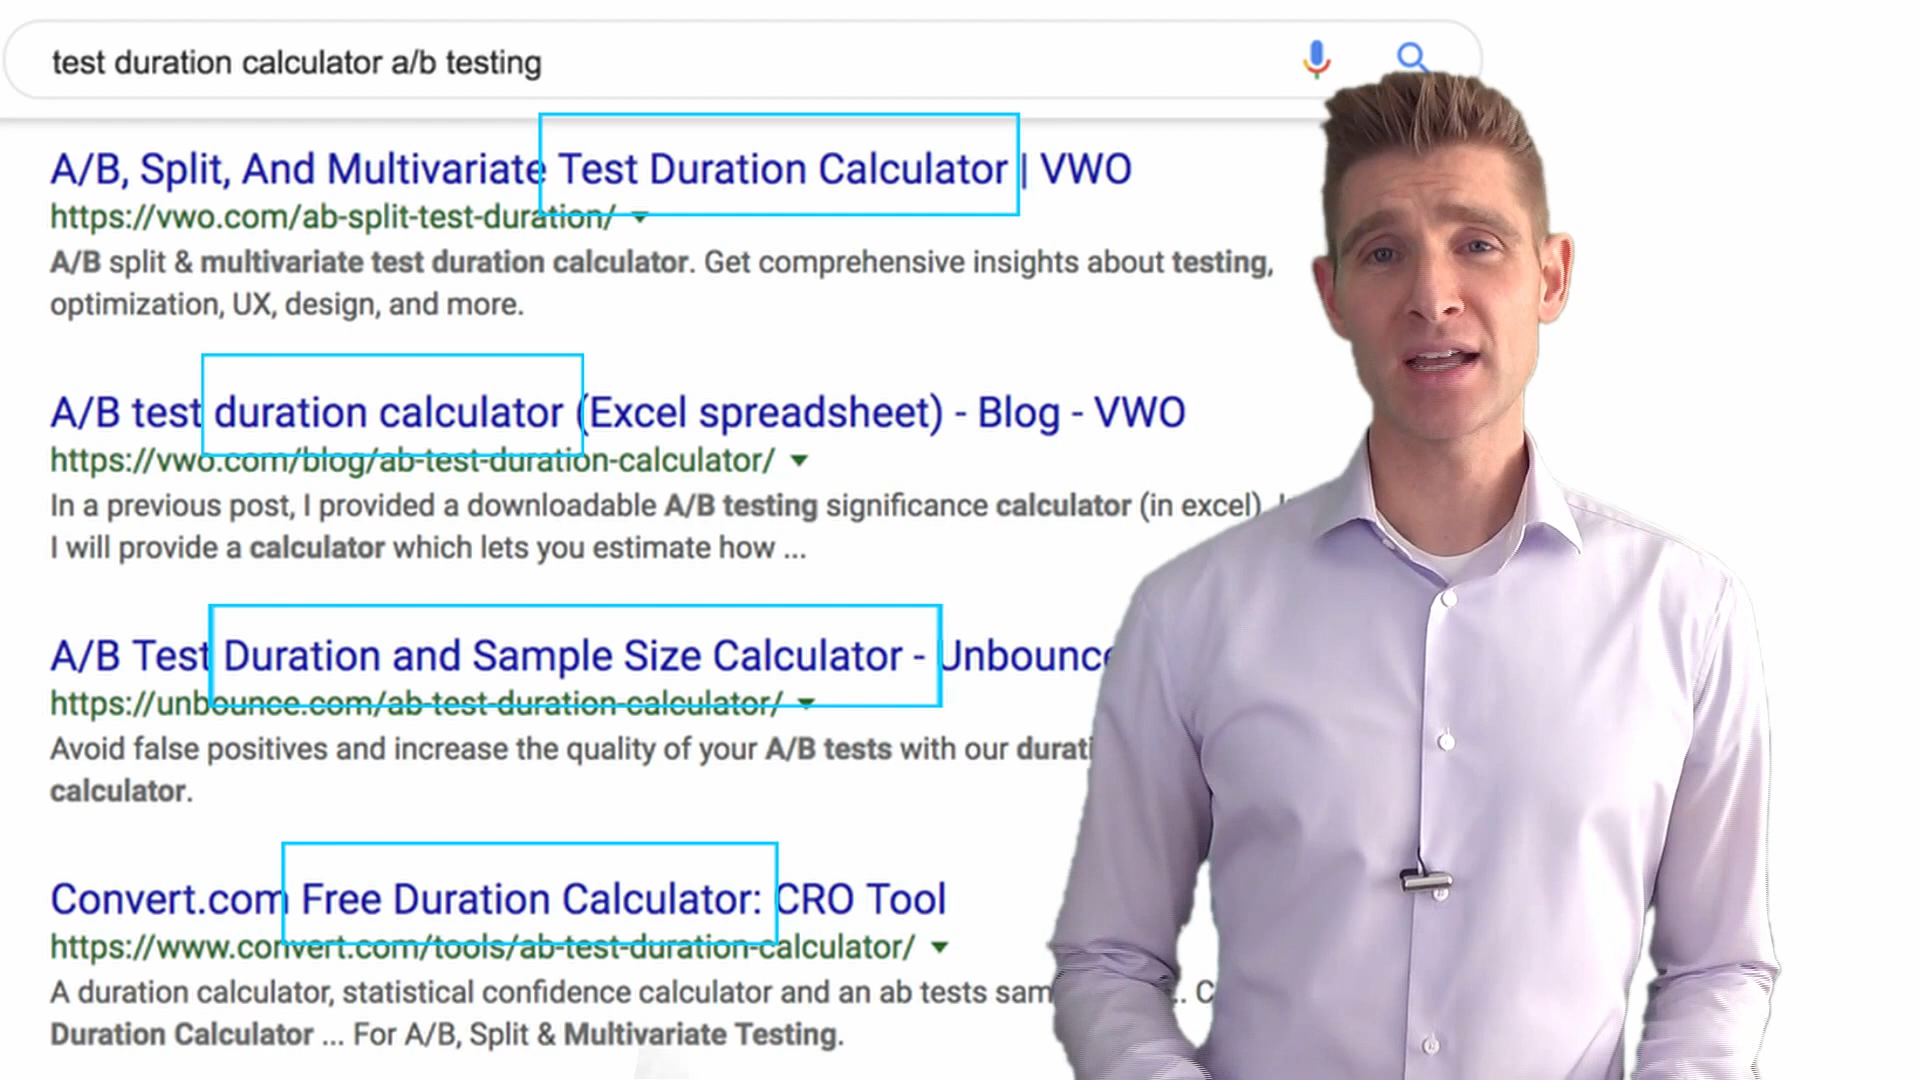 test duration calculator a/b testing
A/B, Split, And Multivariate Test Duration Calculator | VWO
https://vwo.com/ab-split-test-duration/
A/B split & multivariate test duration calculator. Get comprehensive insights about testing,
optimization, UX, design, and more.
A/B test duration calculator (Excel spreadsheet) - Blog - VWO
https://vwo.com/blog/ab-test-duration-calculator/
In a previous post, I provided a downloadable A/B testing significance calculator (in excel).
I will provide a calculator which lets you estimate how ...
A/B Test Duration and Sample Size Calculator - Unbounce
https://unbounce.com/ab-test-duration-calculator/
Avoid false positives and increase the quality of your A/B tests with our
calculator.
Convert.com Free Duration Calculator: CRO Tool
https://www.convert.com/tools/ab-test-duration-calculator/
A duration calculator, statistical confidence calculator and an ab tests
Duration Calculator ... For A/B, Split & Multivariate Testing.